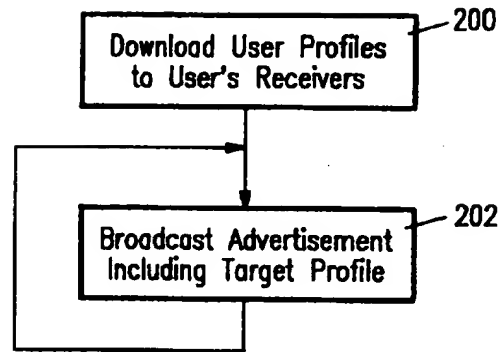 200
Download User Profiles
to User's Receivers
202
Broadcast Advertisement
Including Target Profile